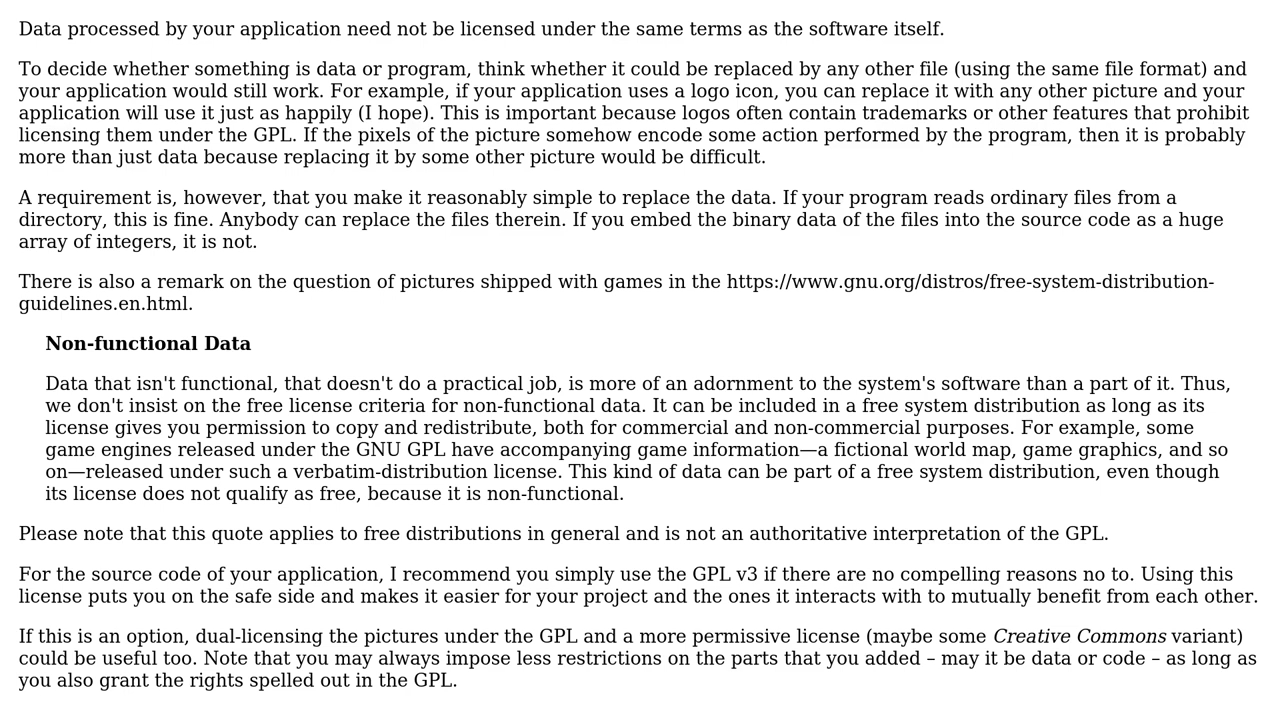 Data processed by your application need not be licensed under the same terms as the software itself.
To decide whether something is data or program, think whether it could be replaced by any other file (using the same file format) and
your application would still work. For example, if your application uses a logo icon, you can replace it with any other picture and your
application will use it just as happily (I hope). This is important because logos often contain trademarks or other features that prohibit
licensing them under the GPL. If the pixels of the picture somehow encode some action performed by the program, then it is probably
more than just data because replacing it by some other picture would be difficult.
A requirement is, however, that you make it reasonably simple to replace the data. If your program reads ordinary files from a
directory, this is fine. Anybody can replace the files therein. If you embed the binary data of the files into the source code as a huge
array of integers, it is not.
There is also a remark on the question of pictures shipped with games in the https://www.gnu.org/distros/free-system-distribution-
guidelines.en.html.
Non-functional Data
Data that isn't functional, that doesn't do a practical job, is more of an adornment to the system's software than a part of it. Thus,
we don't insist on the free license criteria for non-functional data. It can be included in a free system distribution as long as its
license gives you permission to copy and redistribute, both for commercial and non-commercial purposes. For example, some
game engines released under the GNU GPL have accompanying game information—a fictional world map, game graphics, and so
on—released under such a verbatim-distribution license. This kind of data can be part of a free system distribution, even though
its license does not qualify as free, because it is non-functional.
Please note that this quote applies to free distributions in general and is not an authoritative interpretation of the GPL.
For the source code of your application, I recommend you simply use the GPL v3 if there are no compelling reasons no to. Using this
license puts you on the safe side and makes it easier for your project and the ones it interacts with to mutually benefit from each other.
If this is an option, dual-licensing the pictures under the GPL and a more permissive license (maybe some Creative Commons variant)
could be useful too. Note that you may always impose less restrictions on the parts that you added – may it be data or code – as long as
you also grant the rights spelled out in the GPL.